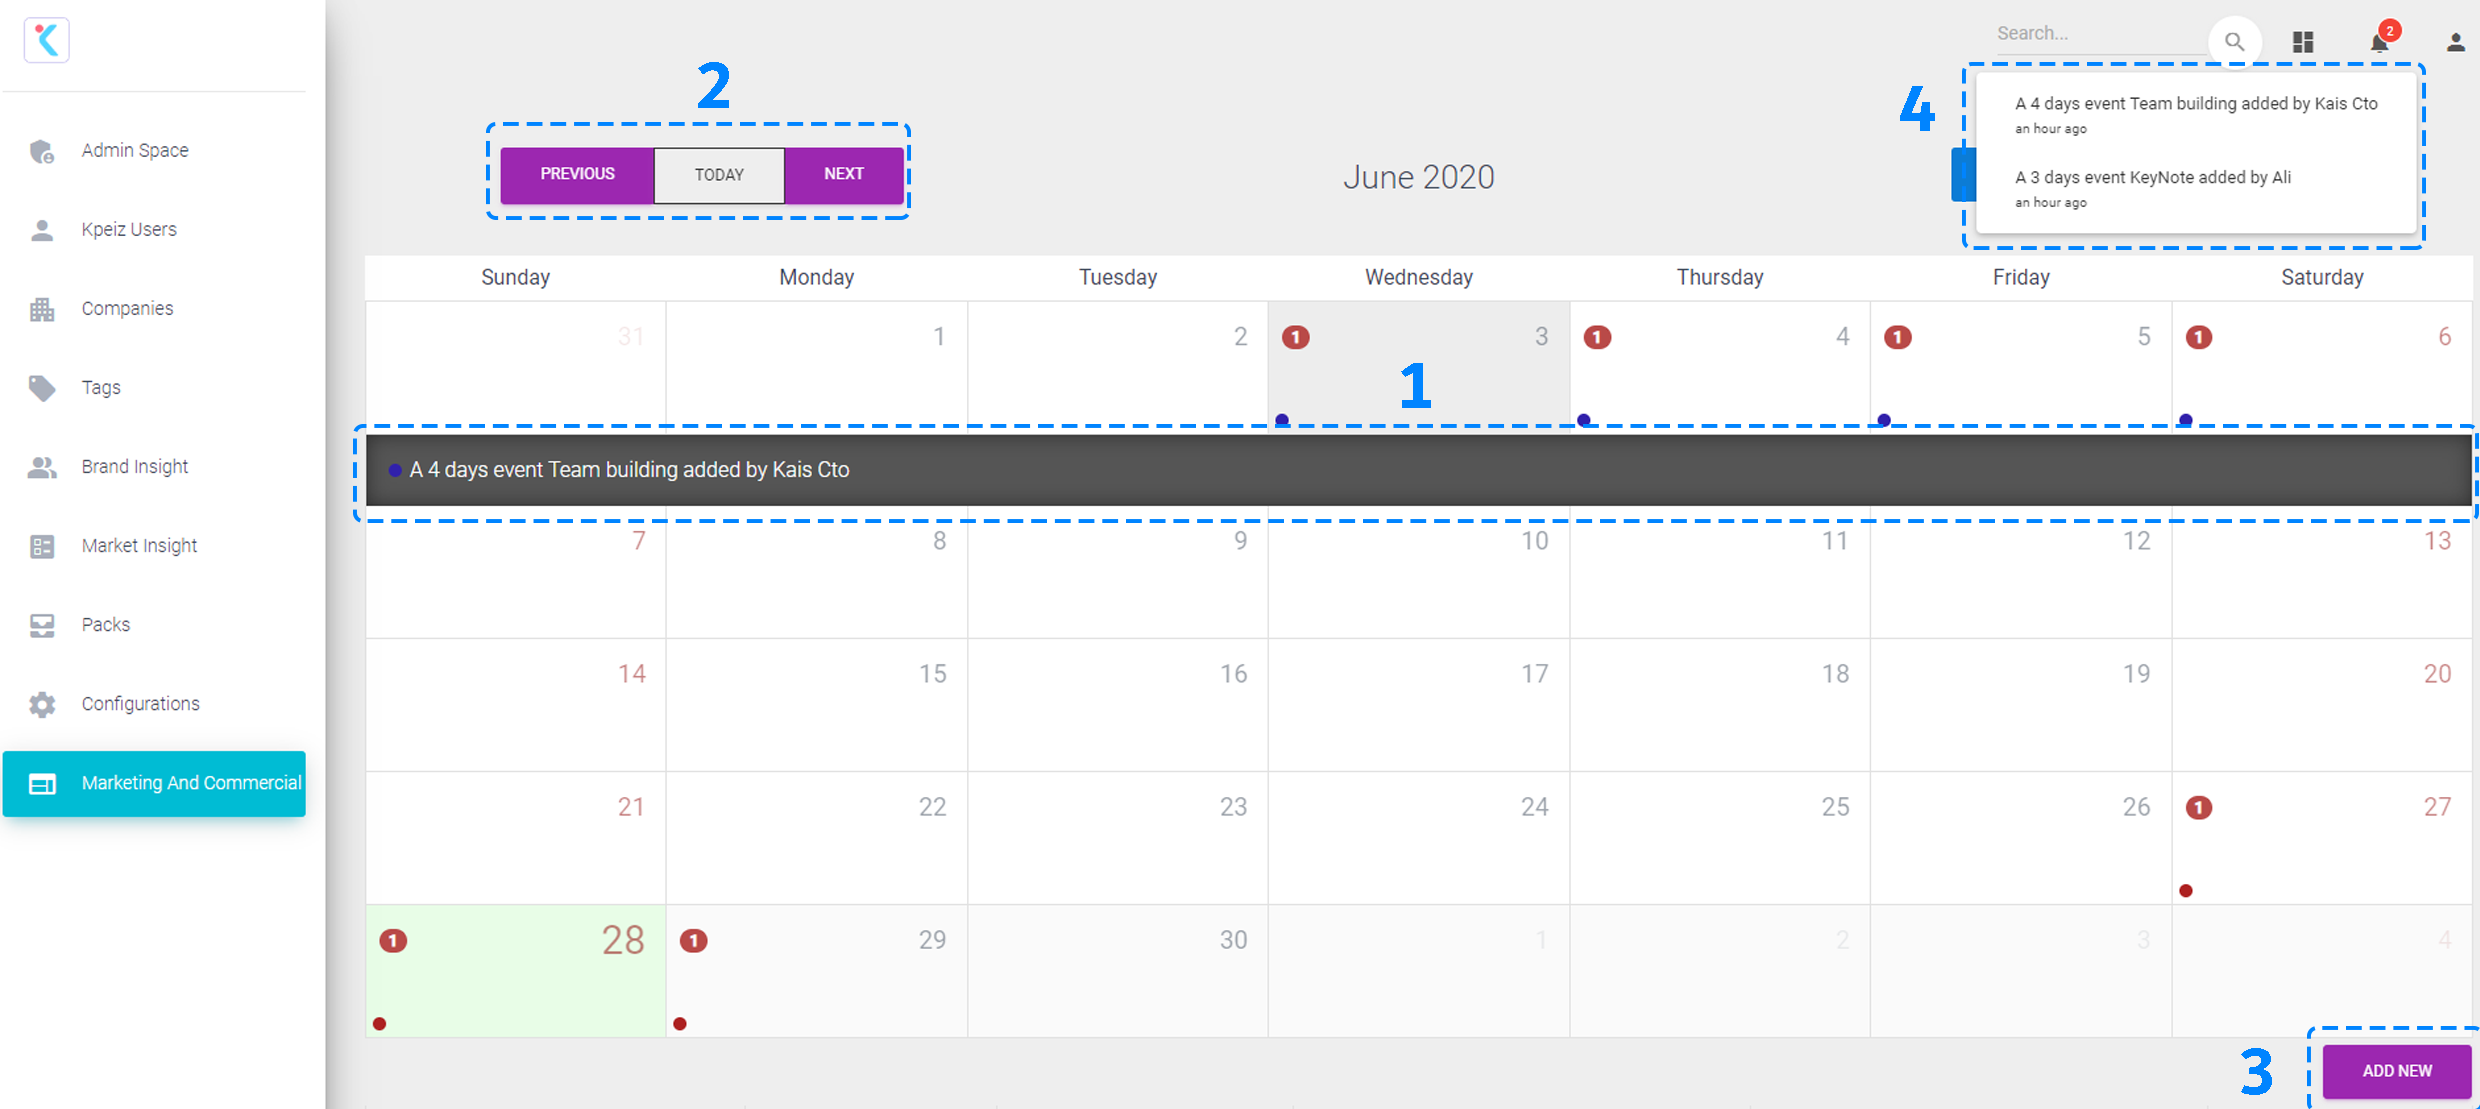 Search...
2
2
4
A 4 days event Team building added by Kais Cto
an hour ago
A 3 days event KeyNote added by Ali
an hour ago
PREVIOUS TODAY NEXT
June 2020
Admin Space
Kpeiz Users
Companies
Tags
Brand Insight
Market Insight
Packs
Configurations
Marketing And Commercial
Sunday Monday Tuesday Wednesday Thursday Friday Saturday
31 1 2 1 3 1 4 1 5 1 6
1
A 4 days event Team building added by Kais Cto
7 8 9 10 11 12 13
14 15 16 17 18 19 20
21 22 23 24 25 26 1 27
1 28 1 29 30 1 2 3 4
3
ADD NEW